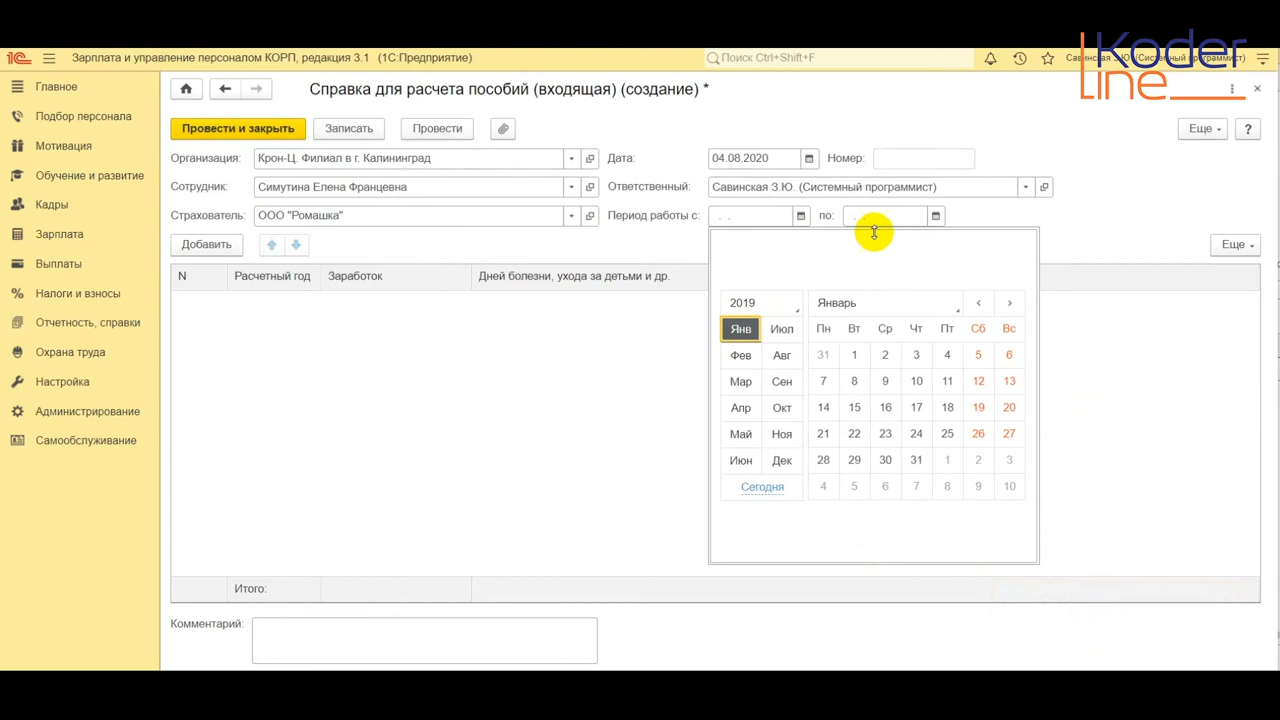 Koder
line
1С Зарплата и управление персоналом КОРП, редакция 3.1 (1С:Предприятие)
Поиск Ctrl+Shift+F
Главное
Подбор персонала
Мотивация
Обучение и развитие
Кадры
Зарплата
Выплаты
Налоги и взносы
Отчетность, справки
Охрана труда
Настройка
Администрирование
Самообслуживание
Справка для расчета пособий (входящая) (создание) *
Провести и закрыть Записать Провести Еще ?
Организация: Крон-Ц. Филиал в г. Калининград Дата: 04.08.2020 Номер:
Сотрудник: Симутина Елена Францевна Ответственный: Савинская З.Ю. (Системный программист)
Страхователь: ООО "Ромашка" Период работы с: . . по: . .
Добавить Еще
N Расчетный год Заработок Дней болезни, ухода за детьми и др.
2019 Январь < >
Янв Июл Пн Вт Ср Чт Пт Сб Вс
Фев Авг 31 1 2 3 4 5 6
Мар Сен 7 8 9 10 11 12 13
Апр Окт 14 15 16 17 18 19 20
Май Ноя 21 22 23 24 25 26 27
Июн Дек 28 29 30 31 1 2 3
Сегодня 4 5 6 7 8 9 10
Итого:
Комментарий: